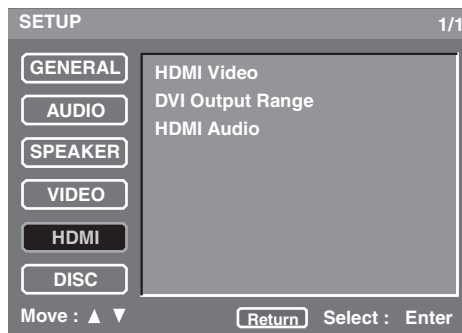 SETUP 1/1
GENERAL
AUDIO
SPEAKER
VIDEO
HDMI
DISC
HDMI Video
DVI Output Range
HDMI Audio
Move : ▲ ▼ Return Select : Enter